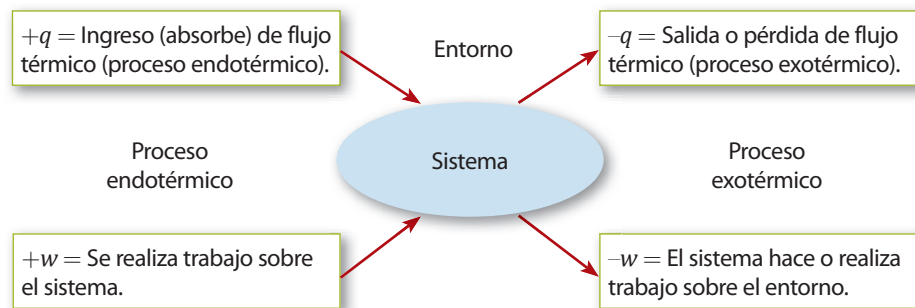 +q = Ingreso (absorbe) de flujo
térmico (proceso endotérmico).
Entorno
–q = Salida o pérdida de flujo
térmico (proceso exotérmico).
Proceso
endotérmico
Sistema
Proceso
exotérmico
+w = Se realiza trabajo sobre
el sistema.
–w = El sistema hace o realiza
trabajo sobre el entorno.